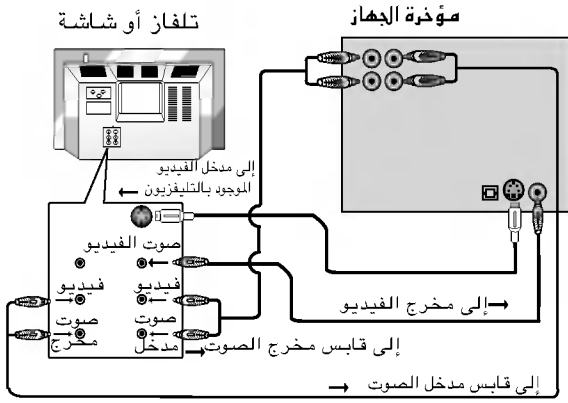 مؤخرة الجهاز
تلفاز أو شاشة
إلى مدخل الفيديو
الموجود بالتليفزيون
صوت الفيديو
فيديو
فيديو
صوت
صوت
مدخل
مخرج
إلى مخرج الفيديو
إلى قابس مخرج الصوت
إلى قابس مدخل الصوت